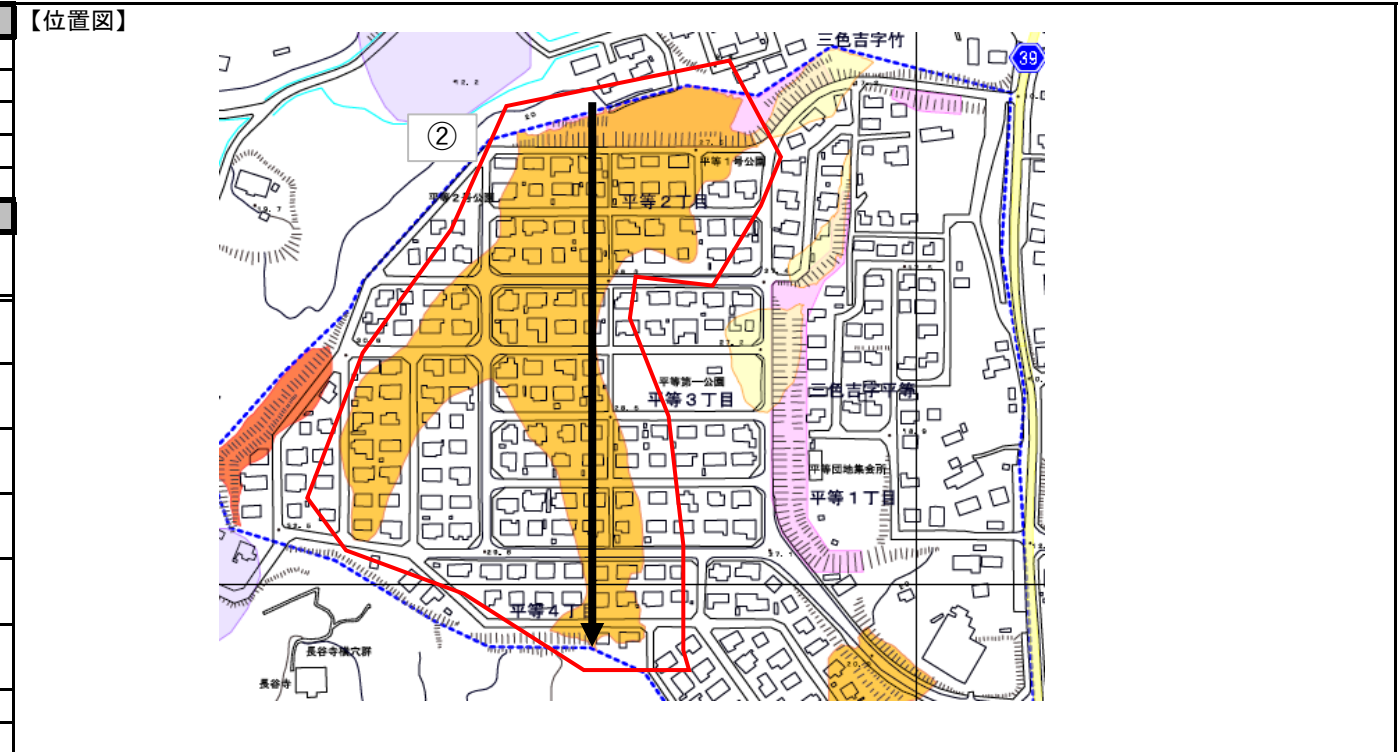 【位置図】
三色吉字竹
39
②
平等1号公園
平等2号公園
平等2丁目
平等第一公園
平等3丁目
三色吉字平等
平等団地集会所
平等1丁目
平等4丁
長谷寺横穴群
長谷寺